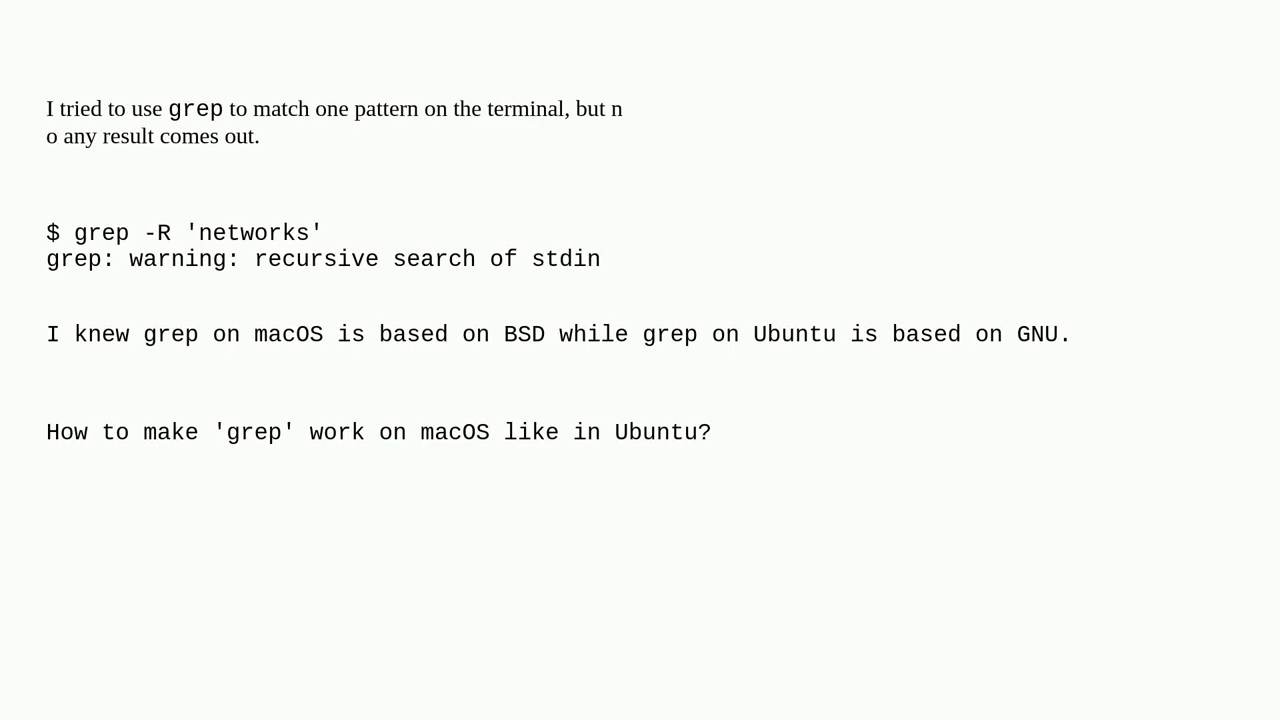 I tried to use grep to match one pattern on the terminal, but n
o any result comes out.
$ grep -R 'networks'
grep: warning: recursive search of stdin
I knew grep on macOS is based on BSD while grep on Ubuntu is based on GNU.
How to make 'grep' work on macOS like in Ubuntu?